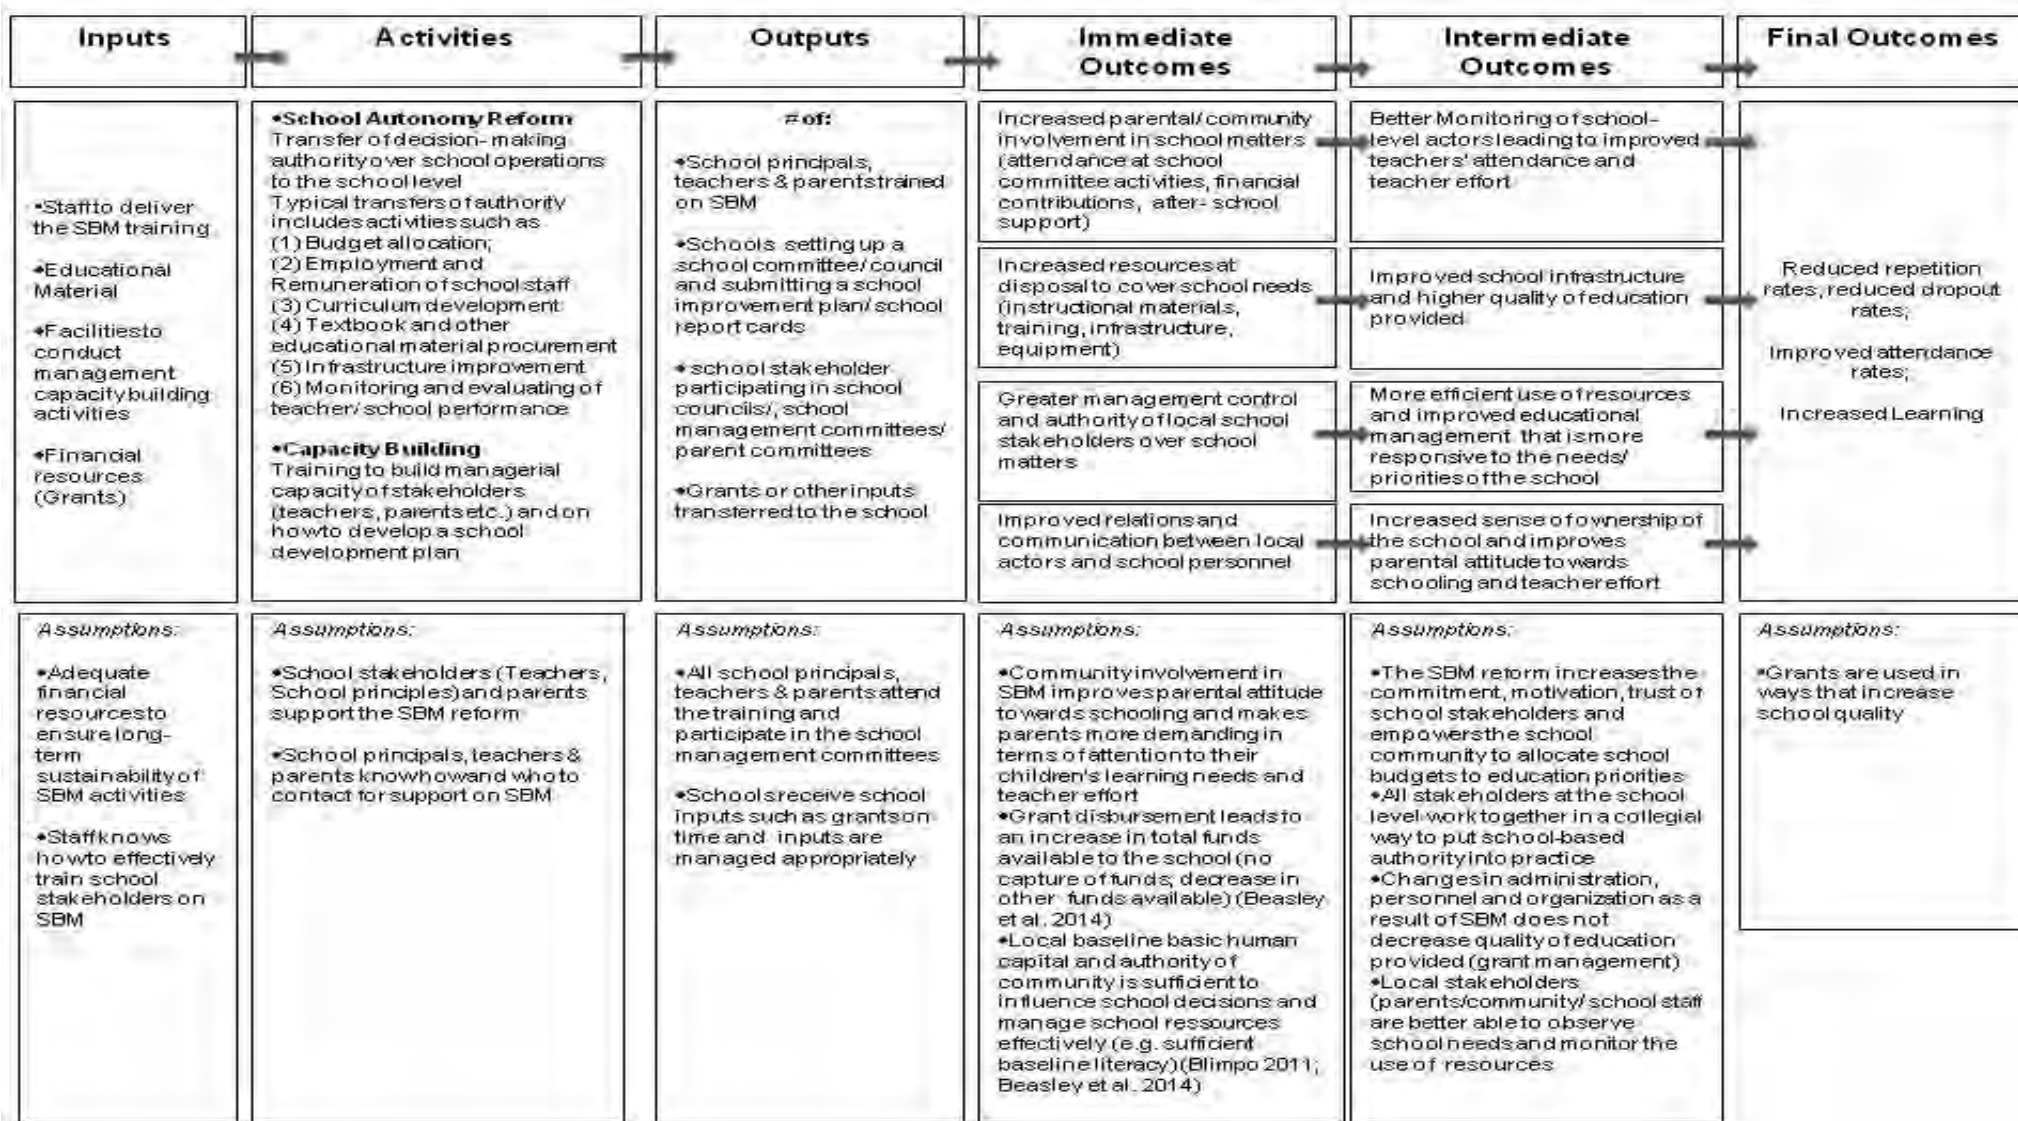 Inputs
Activities
Outputs
Immediate
Outcomes
Intermediate
Outcomes
Final Outcomes
•Staff to deliver
the SBM training
•Educational
Material
•Facilities to
conduct
management
capacity building
activities
•Financial
resources
(Grants)
•School Autonomy Reform
Transfer of decision- making
authority over school operations
to the school level
Typical transfers of authority
includes activities such as
(1) Budget allocation;
(2) Employment and
Remuneration of school staff
(3) Curriculum development
(4) Textbook and other
educational material procurement
(5) Infrastructure improvement
(6) Monitoring and evaluating of
teacher/ school performance
•Capacity Building
Training to build managerial
capacity of stakeholders
(teachers, parents etc.) and on
how to develop a school
development plan
# of:
•School principals,
teachers & parents trained
on SBM
•Schools setting up a
school committee/ council
and submitting a school
improvement plan/ school
report cards
• school stakeholder
participating in school
councils/, school
management committees/
parent committees
•Grants or other inputs
transferred to the school
Increased parental/ community
involvement in school matters
(attendance at school
committee activities, financial
contributions, after- school
support)
Increased resources at
disposal to cover school needs
(instructional materials,
training, infrastructure,
equipment)
Greater management control
and authority of local school
stakeholders over school
matters
Improved relations and
communication between local
actors and school personnel
Better Monitoring of school-
level actors leading to improved
teachers' attendance and
teacher effort
Improved school infrastructure
and higher quality of education
provided
More efficient use of resources
and improved educational
management that is more
responsive to the needs/
priorities of the school
Increased sense of ownership of
the school and improves
parental attitude towards
schooling and teacher effort
Reduced repetition
rates, reduced dropout
rates;
Improved attendance
rates;
Increased Learning
Assumptions:
•Adequate
financial
resources to
ensure long-
term
sustainability of
SBM activities
•Staff knows
how to effectively
train school
stakeholders on
SBM
Assumptions:
•School stakeholders (Teachers,
School principles) and parents
support the SBM reform
•School principals, teachers &
parents know how and who to
contact for support on SBM
Assumptions:
•All school principals,
teachers & parents attend
the training and
participate in the school
management committees
•Schools receive school
inputs such as grants on
time and inputs are
managed appropriately
Assumptions:
•Community involvement in
SBM improves parental attitude
towards schooling and makes
parents more demanding in
terms of attention to their
children's learning needs and
teacher effort
•Grant disbursement leads to
an increase in total funds
available to the school (no
capture of funds; decrease in
other funds available) (Beasley
et al. 2014)
•Local baseline basic human
capital and authority of
community is sufficient to
influence school decisions and
manage school ressources
effectively (e.g. sufficient
baseline literacy) (Blimpo 2011;
Beasley et al. 2014)
Assumptions:
•The SBM reform increases the
commitment, motivation, trust of
school stakeholders and
empowers the school
community to allocate school
budgets to education priorities
•All stakeholders at the school
level work together in a collegial
way to put school-based
authority into practice
•Changes in administration,
personnel and organization as a
result of SBM does not
decrease quality of education
provided (grant management)
•Local stakeholders
(parents/community/ school staff
are better able to observe
school needs and monitor the
use of resources
Assumptions:
•Grants are used in
ways that increase
school quality